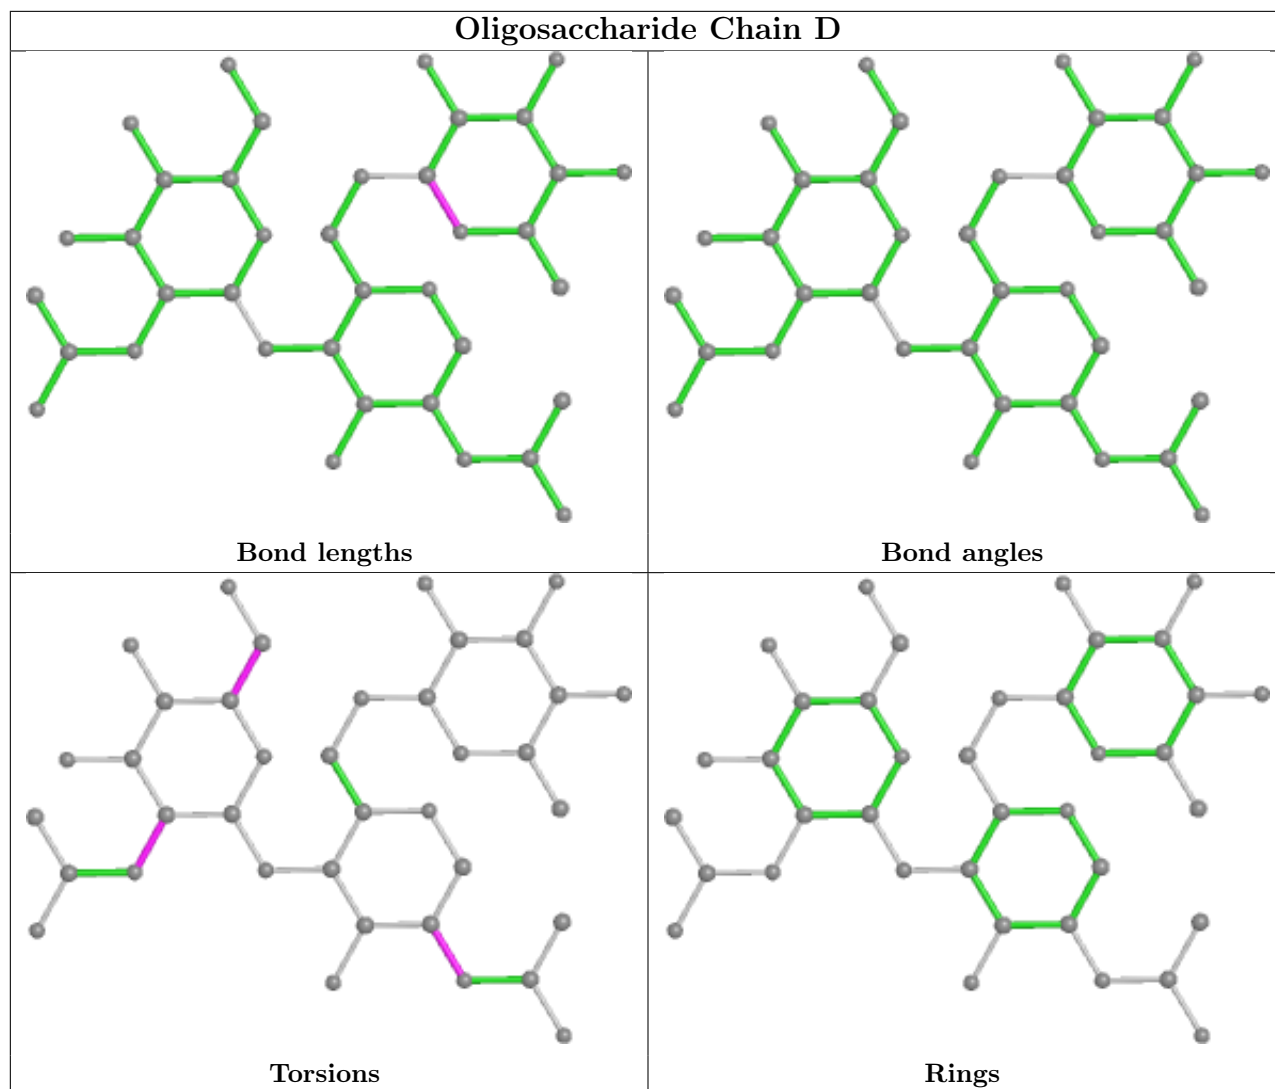 Oligosaccharide Chain D
Bond lengths
Bond angles
Torsions
Rings